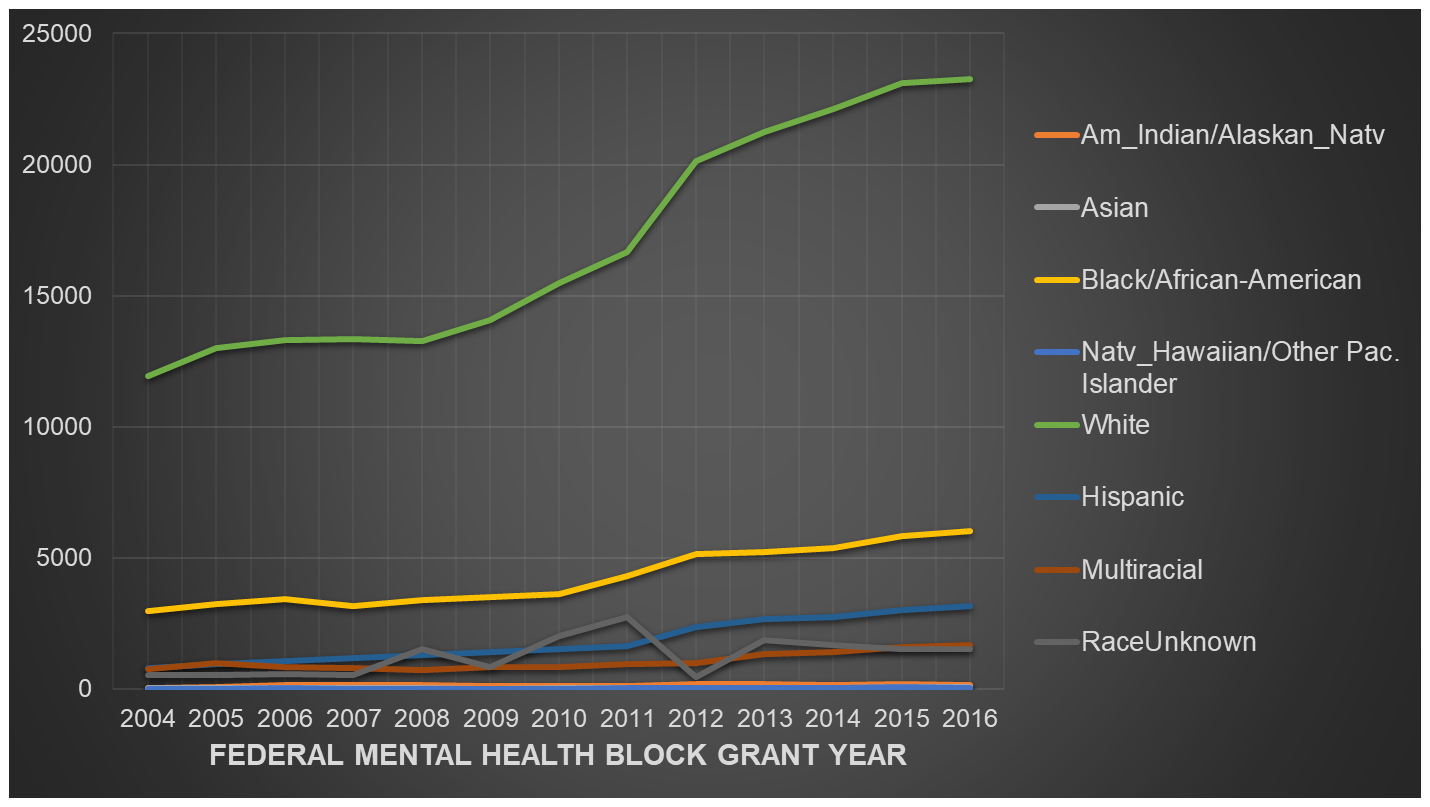 25000
20000
15000
10000
5000
0
2004 2005 2006 2007 2008 2009 2010 2011 2012 2013 2014 2015 2016
FEDERAL MENTAL HEALTH BLOCK GRANT YEAR
Am_Indian/Alaskan_Natv
Asian
Black/African-American
Natv_Hawaiian/Other Pac.
Islander
White
Hispanic
Multiracial
RaceUnknown